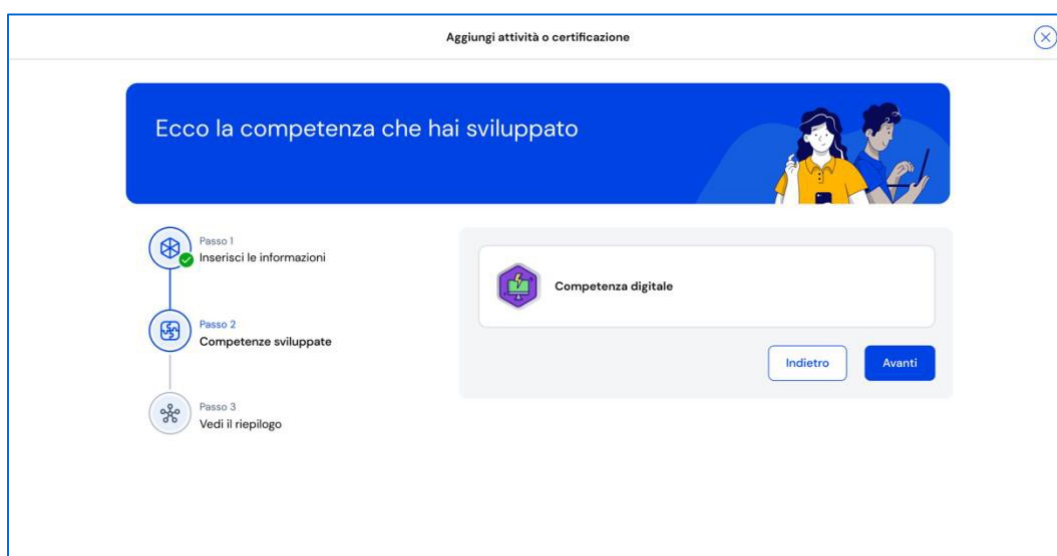 Aggiungi attività o certificazione
Ecco la competenza che hai sviluppato
Passo 1
Inserisci le informazioni
Passo 2
Competenze sviluppate
Passo 3
Vedi il riepilogo
Competenza digitale
Indietro
Avanti